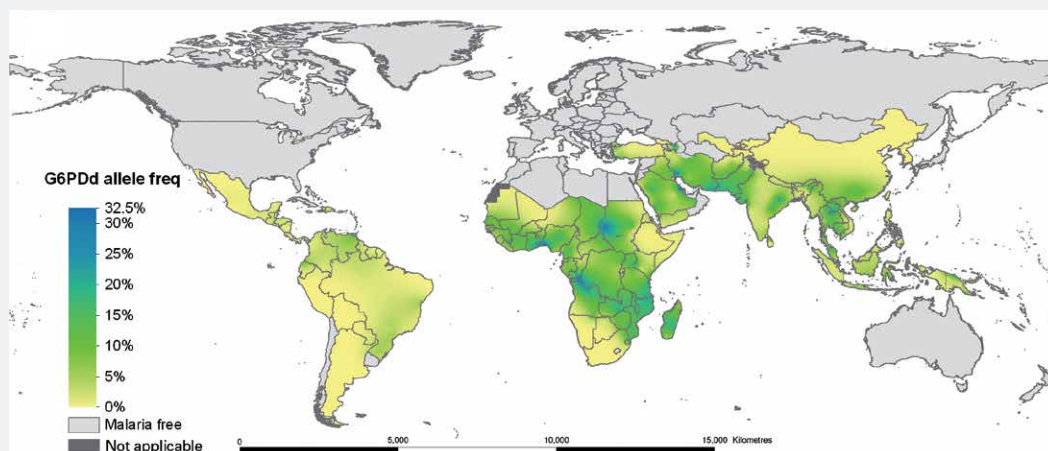 G6PDd allele freq
32.5%
30%
25%
20%
15%
10%
5%
0%
Malaria free
Not applicable
0 5,000 10,000 15,000 Kilometres